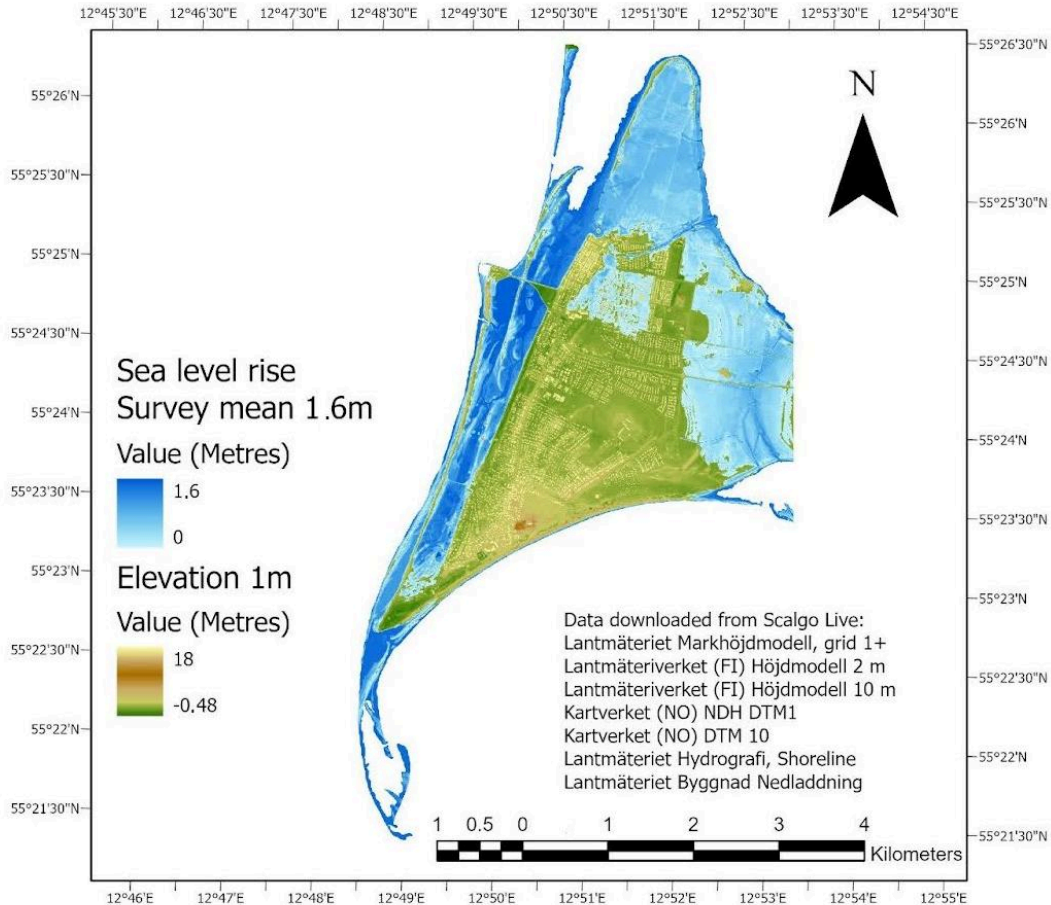 12°45'30"E 12°46'30"E 12°47'30"E 12°48'30"E 12°49'30"E 12°50'30"E 12°51'30"E 12°52'30"E 12°53'30"E 12°54'30"E
55°26'30"N
55°26'N
55°26'N
55°25'30"N
55°25'30"N
55°25'N
55°25'N
55°24'30"N
55°24'30"N
55°24'N
55°24'N
55°23'30"N
55°23'30"N
55°23'N
55°23'N
55°22'30"N
55°22'30"N
55°22'N
55°22'N
55°21'30"N
55°21'30"N
N
Sea level rise
Survey mean 1.6m
Value (Metres)
1.6
0
Elevation 1m
Value (Metres)
18
-0.48
Data downloaded from Scalgo Live:
Lantmäteriet Markhöjdmodell, grid 1+
Lantmäteriverket (FI) Höjdmodell 2 m
Lantmäteriverket (FI) Höjdmodell 10 m
Kartverket (NO) NDH DTM1
Kartverket (NO) DTM 10
Lantmäteriet Hydrografi, Shoreline
Lantmäteriet Byggnad Nedladdning
1 0.5 0 1 2 3 4
Kilometers
12°46'E 12°47'E 12°48'E 12°49'E 12°50'E 12°51'E 12°52'E 12°53'E 12°54'E 12°55'E